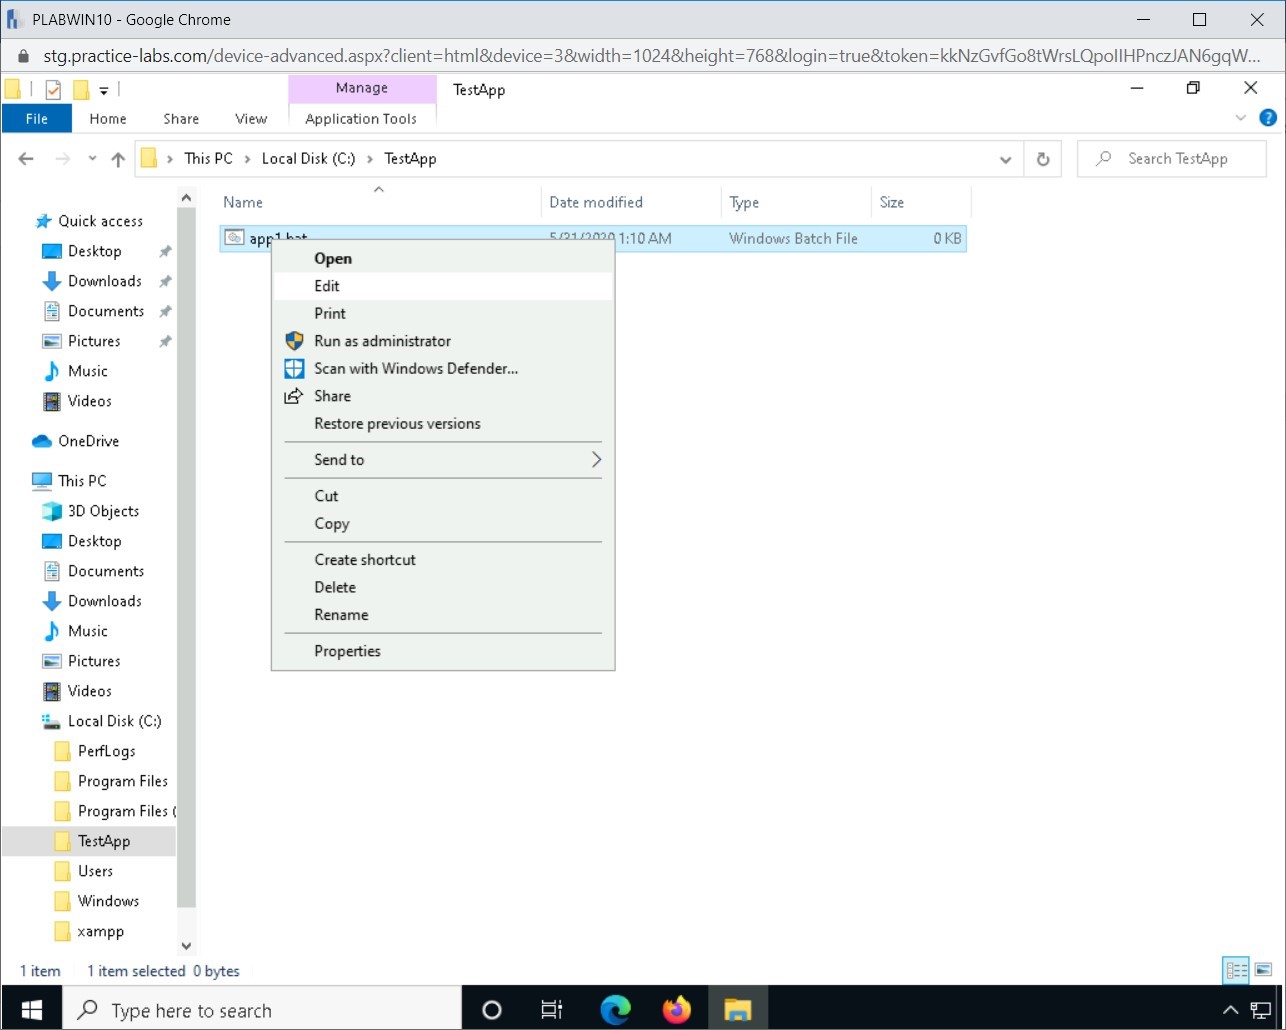 PLABWIN10 - Google Chrome
stg.practice-labs.com/device-advanced.aspx?client=html&device=3&width=1024&height=768&login=true&token=kkNzGvfGo8tWrsLQpoIIHPnczJAN6gqW...
Manage
TestApp
File
Home
Share
View
Application Tools
?
This PC
Local Disk (C:)
TestApp
Search TestApp
Name
Date modified
Type
Size
app1.bat
5/31/2020 1:10 AM
Windows Batch File
0 KB
Open
Edit
Print
Run as administrator
Scan with Windows Defender...
Share
Restore previous versions
Send to
Cut
Copy
Create shortcut
Delete
Rename
Properties
Quick access
Desktop
Downloads
Documents
Pictures
Music
Videos
OneDrive
This PC
3D Objects
Desktop
Documents
Downloads
Music
Pictures
Videos
Local Disk (C:)
PerfLogs
Program Files
Program Files (
TestApp
Users
Windows
xampp
1 item
1 item selected 0 bytes
Type here to search